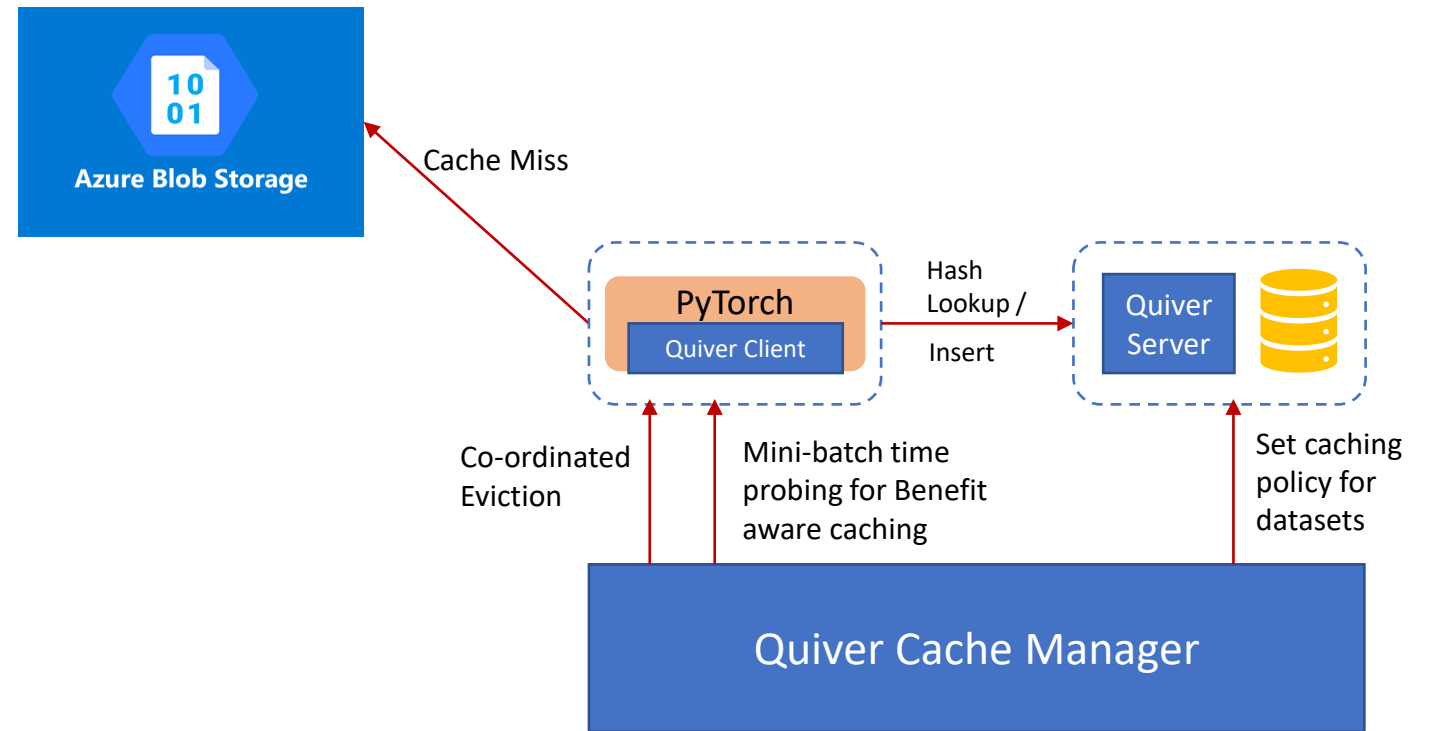 10
01
Azure Blob Storage
Cache Miss
PyTorch
Quiver Client
Hash
Lookup /
Insert
Quiver
Server
Co-ordinated
Eviction
Mini-batch time
probing for Benefit
aware caching
Set caching
policy for
datasets
Quiver Cache Manager